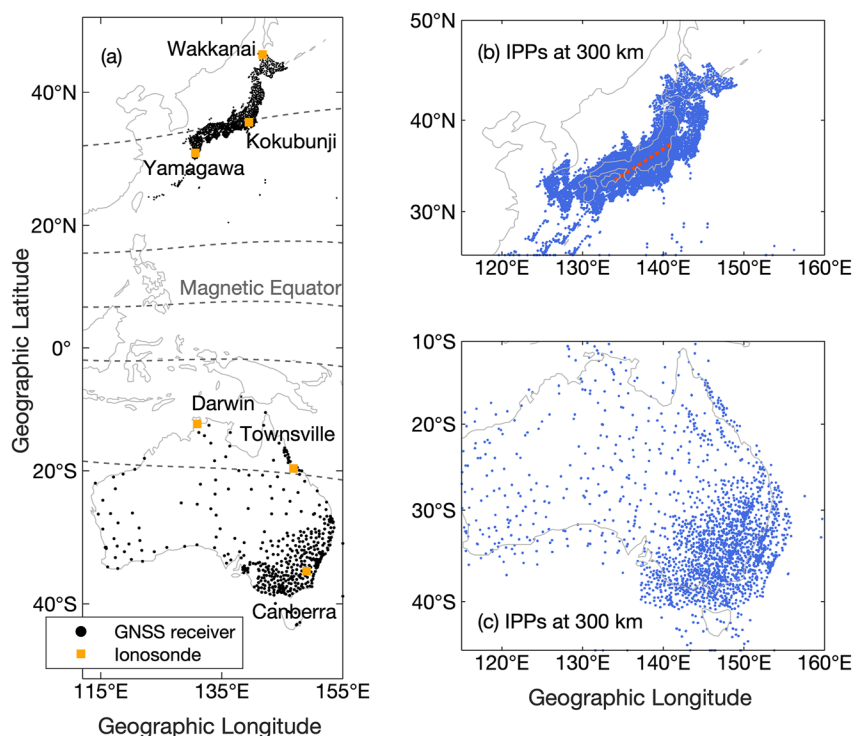 (a)
Wakkanai
40°N
Kokubunji
Yamagawa
20°N
Magnetic Equator
0°
Darwin
Townsville
20°S
40°S
Canberra
GNSS receiver
Ionosonde
115°E
135°E
155°E
Geographic Longitude
Geographic Latitude
50°N
(b) IPPs at 300 km
40°N
30°N
120°E
130°E
140°E
150°E
160°E
10°S
20°S
30°S
40°S
(c) IPPs at 300 km
120°E
130°E
140°E
150°E
160°E
Geographic Longitude